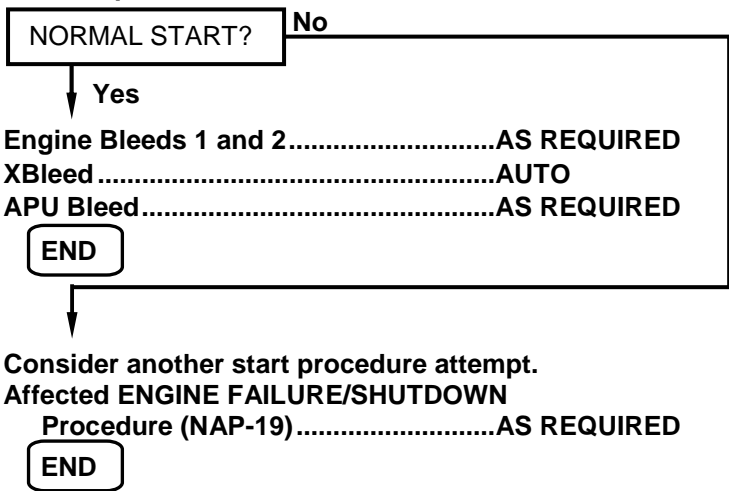 NORMAL START? No
Yes
Engine Bleeds 1 and 2...........................AS REQUIRED
XBleed.....................................................AUTO
APU Bleed...............................................AS REQUIRED
END
Consider another start procedure attempt.
Affected ENGINE FAILURE/SHUTDOWN
Procedure (NAP-19)..........................AS REQUIRED
END